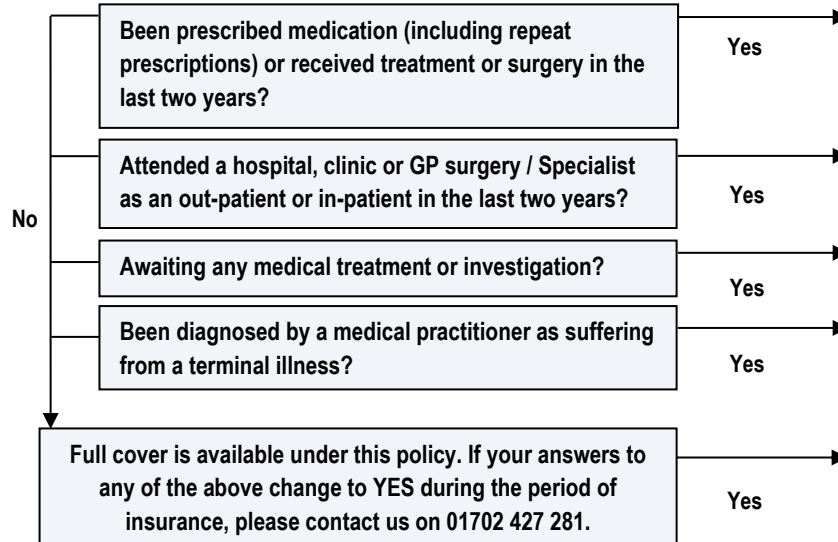 Been prescribed medication (including repeat
prescriptions) or received treatment or surgery in the
last two years?
Yes
Attended a hospital, clinic or GP surgery / Specialist
as an out-patient or in-patient in the last two years?
Yes
No
Awaiting any medical treatment or investigation?
Yes
Been diagnosed by a medical practitioner as suffering
from a terminal illness?
Yes
Full cover is available under this policy. If your answers to
any of the above change to YES during the period of
insurance, please contact us on 01702 427 281.
Yes